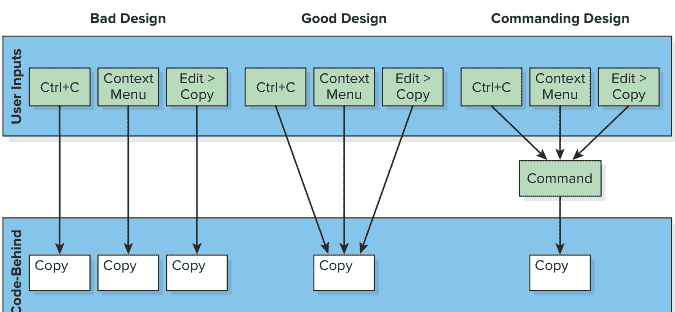 Bad Design
Good Design
Commanding Design
User Inputs
Ctrl+C
Context
Menu
Edit >
Copy
Ctrl+C
Context
Menu
Edit >
Copy
Ctrl+C
Context
Menu
Edit >
Copy
Command
Code-Behind
Copy
Copy
Copy
Copy
Copy